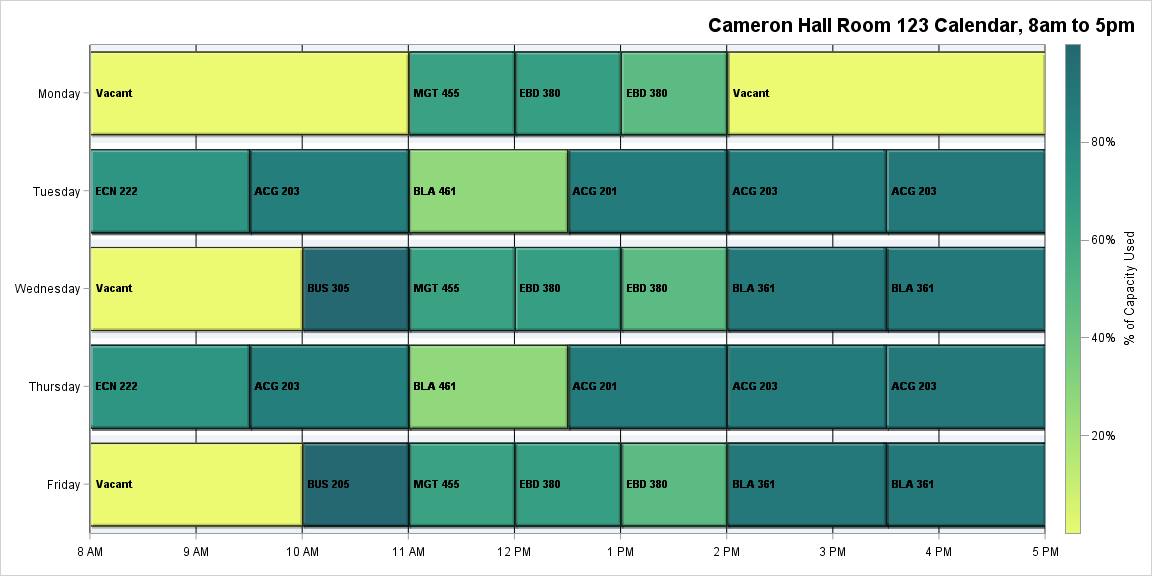 Cameron Hall Room 123 Calendar, 8am to 5pm
Monday Vacant MGT 455 EBD 380 EBD 380 Vacant
80%
Tuesday ECN 222 ACG 203 BLA 461 ACG 201 ACG 203 ACG 203
60%
Wednesday Vacant BUS 305 MGT 455 EBD 380 EBD 380 BLA 361 BLA 361
% of Capacity Used
40%
Thursday ECN 222 ACG 203 BLA 461 ACG 201 ACG 203 ACG 203
20%
Friday Vacant BUS 205 MGT 455 EBD 380 EBD 380 BLA 361 BLA 361
8 AM 9 AM 10 AM 11 AM 12 PM 1 PM 2 PM 3 PM 4 PM 5 PM